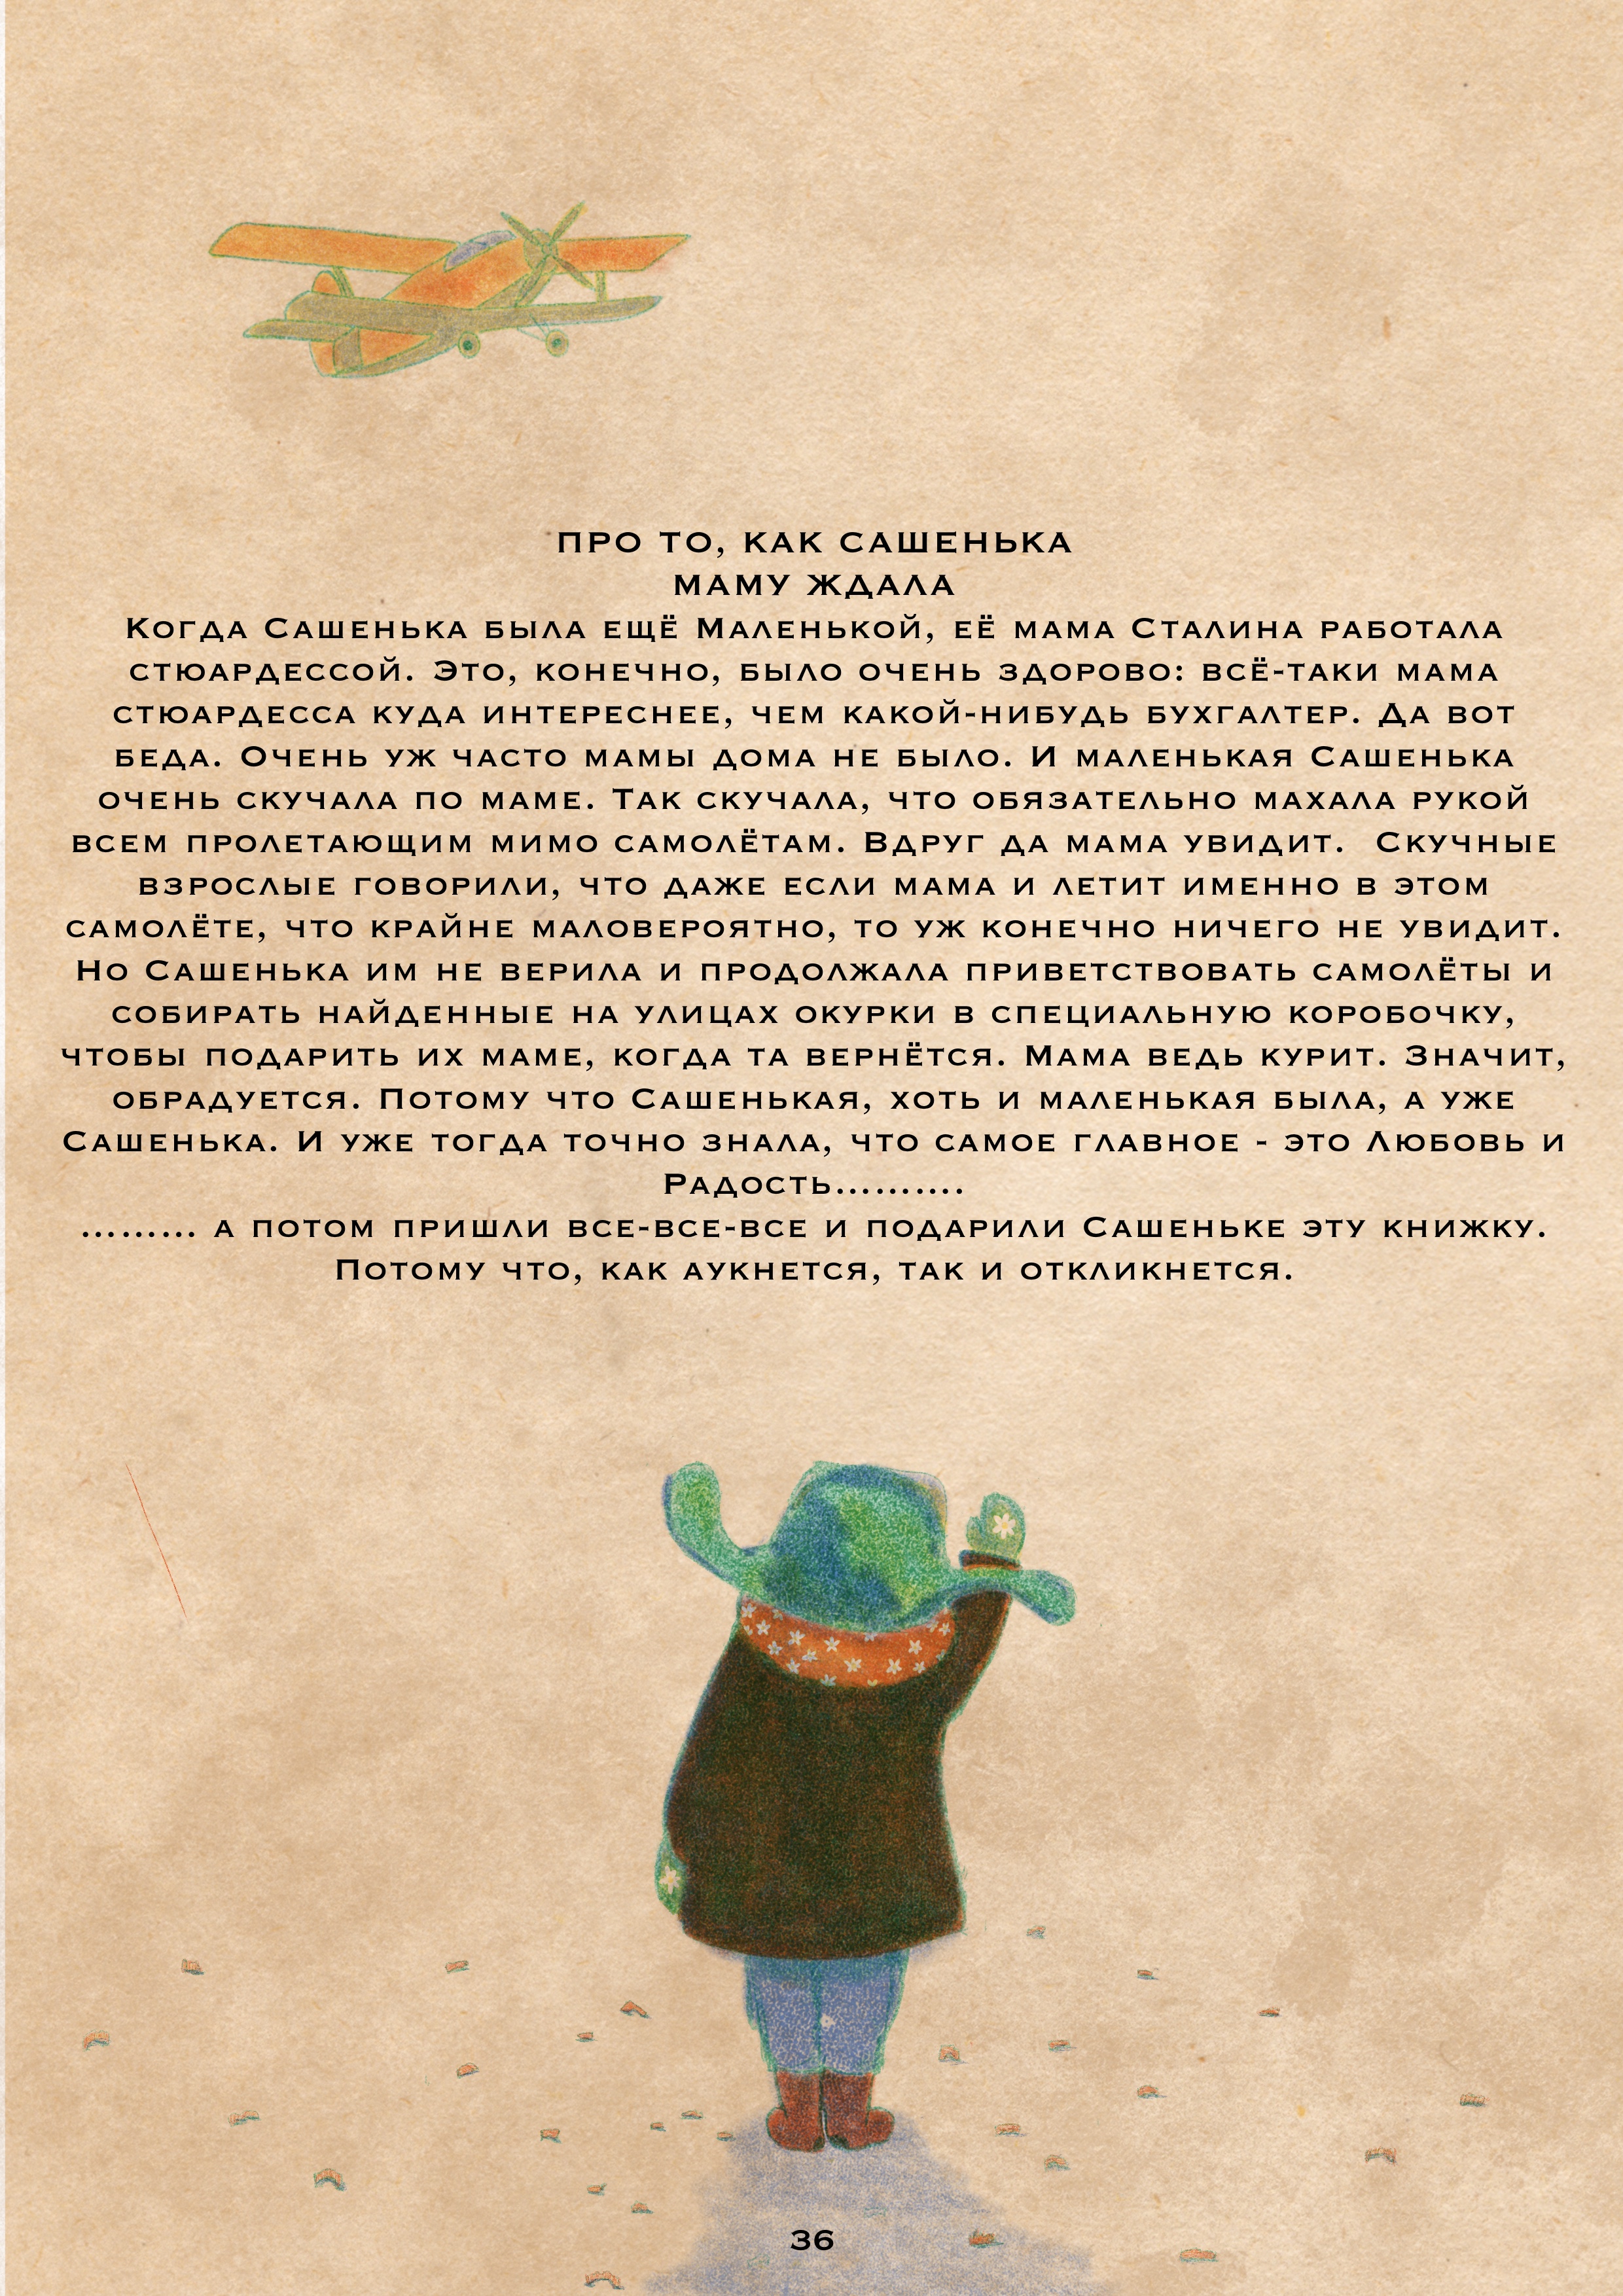 ПРО ТО, КАК САШЕНЬКА
МАМУ ЖДАЛА
Когда Сашенька была ещё Маленькой, её мама Сталина работала
стюардессой. Это, конечно, было очень здорово: всё-таки мама
стюардесса куда интереснее, чем какой-нибудь бухгалтер. Да вот
беда. Очень уж часто мамы дома не было. И маленькая Сашенька
очень скучала по маме. Так скучала, что обязательно махала рукой
всем пролетающим мимо самолётам. Вдруг да мама увидит.  Скучные
взрослые говорили, что даже если мама и летит именно в этом
самолёте, что крайне маловероятно, то уж конечно ничего не увидит.
Но Сашенька им не верила и продолжала приветствовать самолёты и
собирать найденные на улицах окурки в специальную коробочку,
чтобы подарить их маме, когда та вернётся. Мама ведь курит. Значит,
обрадуется. Потому что Сашенькая, хоть и маленькая была, а уже
Сашенька. И уже тогда точно знала, что самое главное - это Любовь и
Радость..........
......... а потом пришли все-все-все и подарили Сашеньке эту книжку.
Потому что, как аукнется, так и откликнется.
36